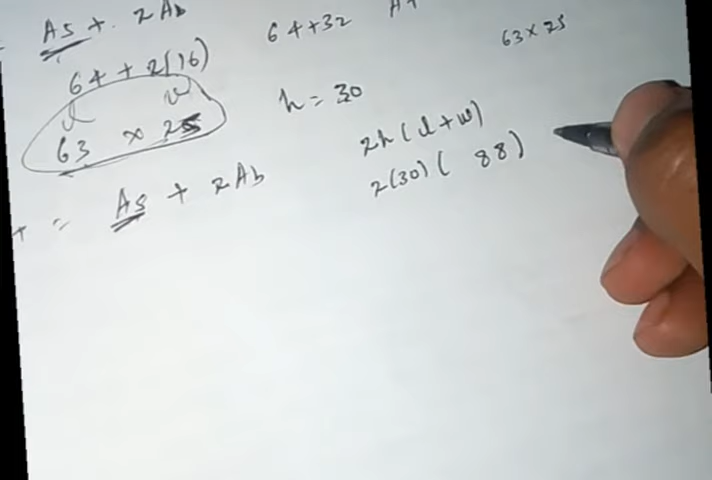 As + 2Ab
64+32
64 + 2(16)
63 x 25
h = 30
l w
63 x 25
2h(l+w)
2(30)( 88)
= As + 2Ab